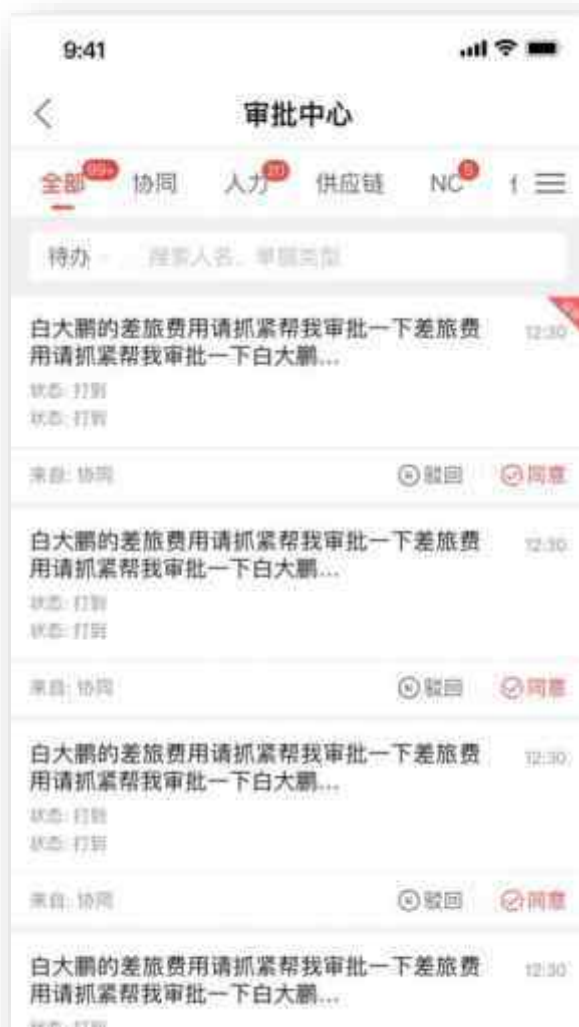 9:41
审批中心
全部 99+ 协同 人力 20 供应链 NC
待办 搜索人名、单据类型
白大鹏的差旅费用请抓紧帮我审批一下差旅费 12:30
用请抓紧帮我审批一下白大鹏...
状态: 打到
状态: 打到
来自: 协同 驳回 同意
白大鹏的差旅费用请抓紧帮我审批一下差旅费 12:30
用请抓紧帮我审批一下白大鹏...
状态: 打到
状态: 打到
来自: 协同 驳回 同意
白大鹏的差旅费用请抓紧帮我审批一下差旅费 12:30
用请抓紧帮我审批一下白大鹏...
状态: 打到
状态: 打到
来自: 协同 驳回 同意
白大鹏的差旅费用请抓紧帮我审批一下差旅费 12:30
用请抓紧帮我审批一下白大鹏...